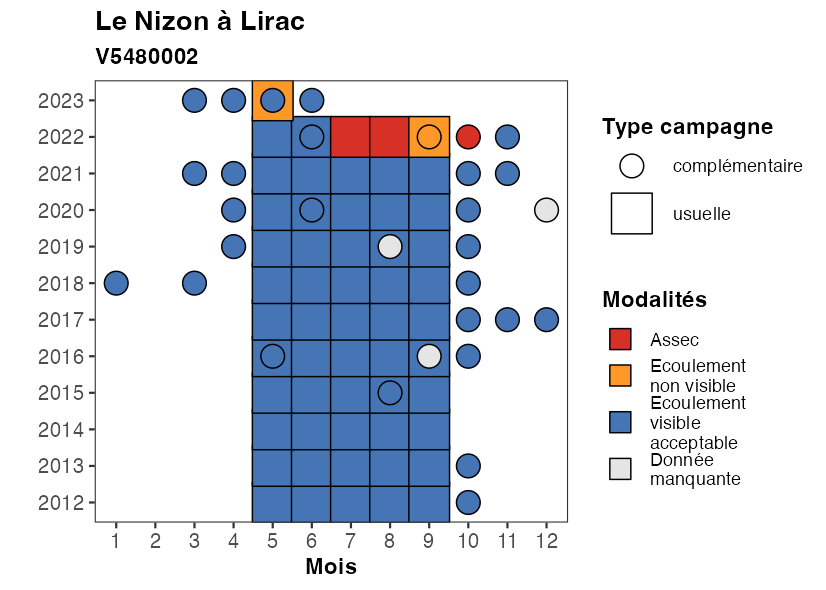 Le Nizon à Lirac
V5480002
2023
2022
2021
2020
2019
2018
2017
2016
2015
2014
2013
2012
1 2 3 4 5 6 7 8 9 10 11 12
Mois
Type campagne
complémentaire
usuelle
Modalités
Assec
Ecoulement
non visible
Ecoulement
visible
acceptable
Donnée
manquante